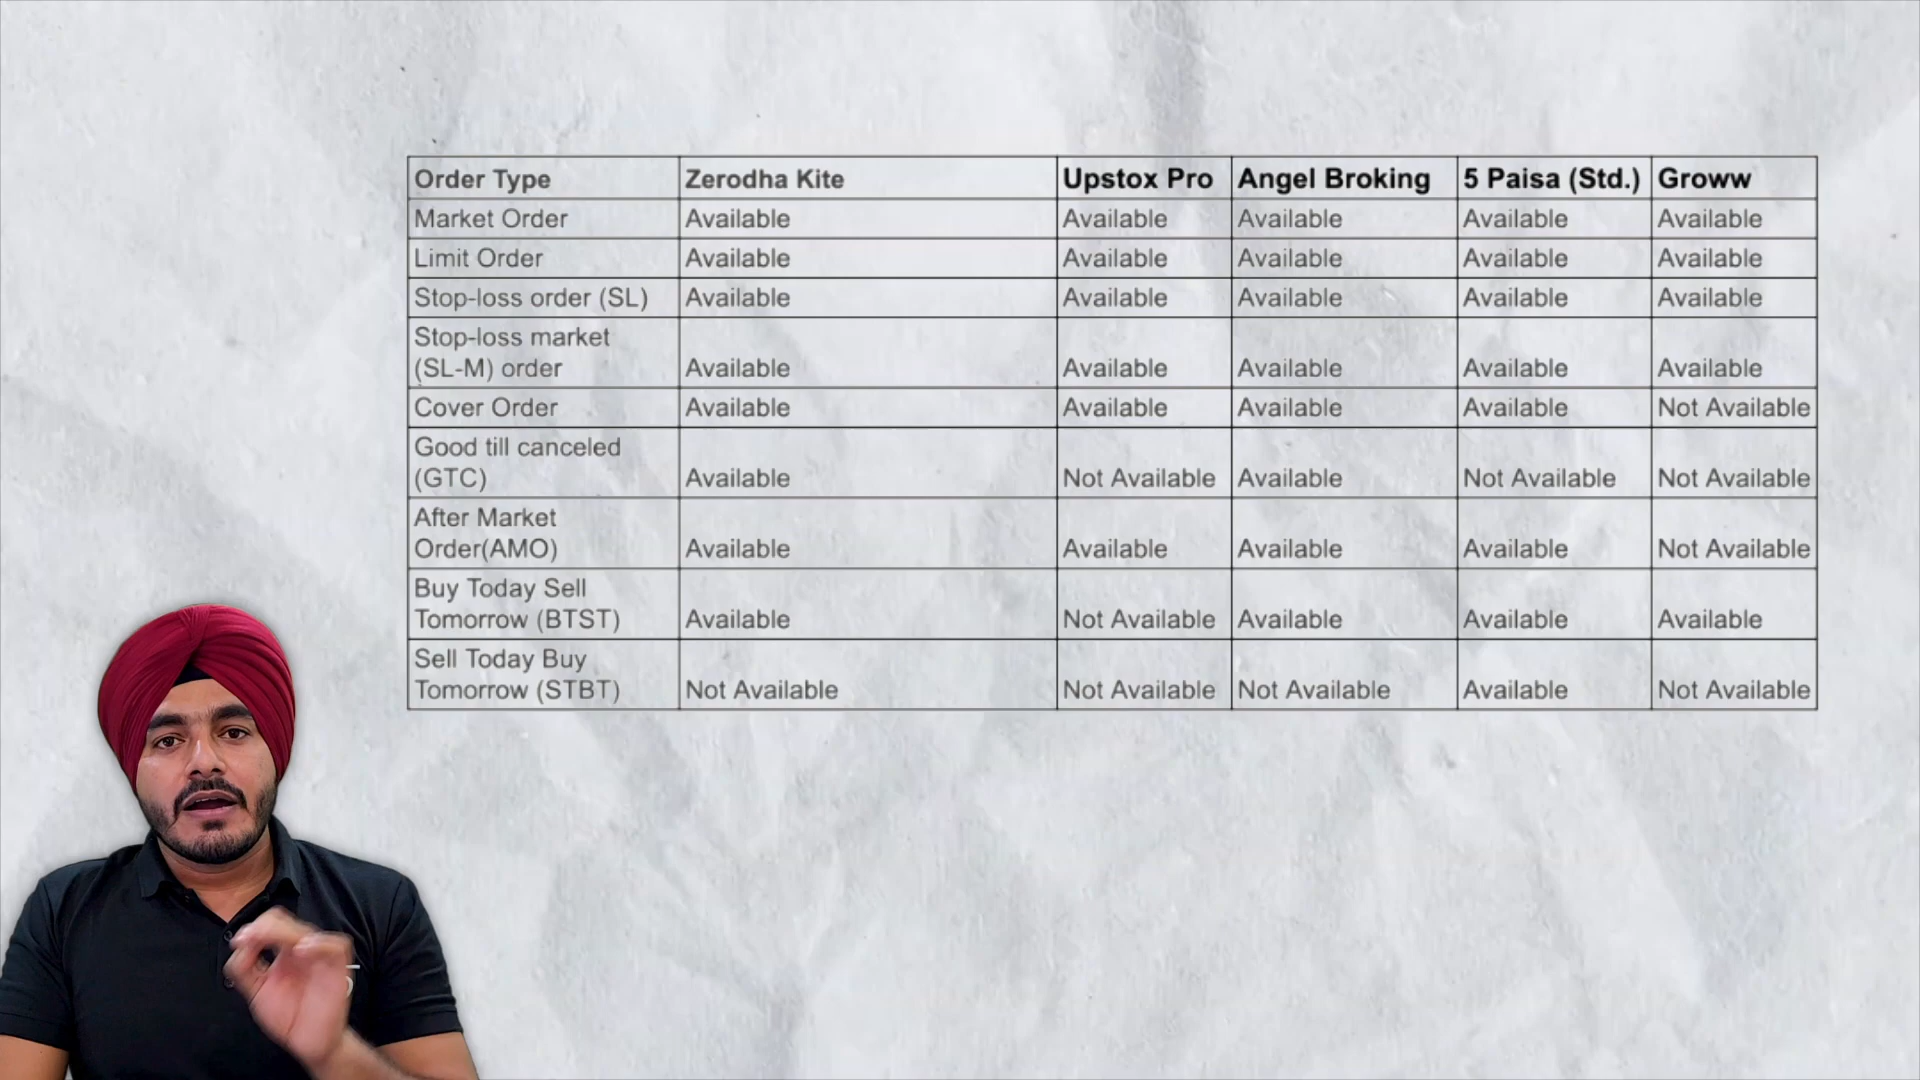 Order Type Zerodha Kite Upstox Pro Angel Broking 5 Paisa (Std.) Groww
Market Order Available Available Available Available Available
Limit Order Available Available Available Available Available
Stop-loss order (SL) Available Available Available Available Available
Stop-loss market
(SL-M) order Available Available Available Available Available
Cover Order Available Available Available Available Not Available
Good till canceled
(GTC) Available Not Available Available Not Available Not Available
After Market
Order(AMO) Available Available Available Available Not Available
Buy Today Sell
Tomorrow (BTST) Available Not Available Available Available Available
Sell Today Buy
Tomorrow (STBT) Not Available Not Available Not Available Available Not Available